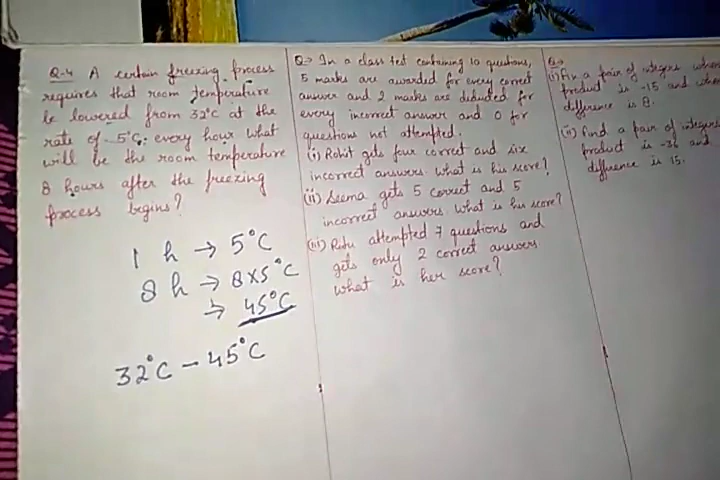 Q-4 A certain freezing process
requires that room temperature
be lowered from 32°C at the
rate of 5°C every hour what
will be the room temperature
8 hours after the freezing
process begins?
1 h → 5°C
8 h → 8×5°C
→ 45°C
32°C - 45°C
Q→ In a class test containing 10 questions,
5 marks are awarded for every correct
answer and 2 marks are deducted for
every incorrect answer and 0 for
questions not attempted.
(i) Rohit gets four correct and six
incorrect answers. What is his score?
(ii) Seema gets 5 correct and 5
incorrect answers. What is his score?
(iii) Ritu attempted 7 questions and
gets only 2 correct answers.
what is her score?
a pair of integers
product is -15 and
difference is 8.
(ii) Find a pair of integers
product is -36 and
difference is 15.